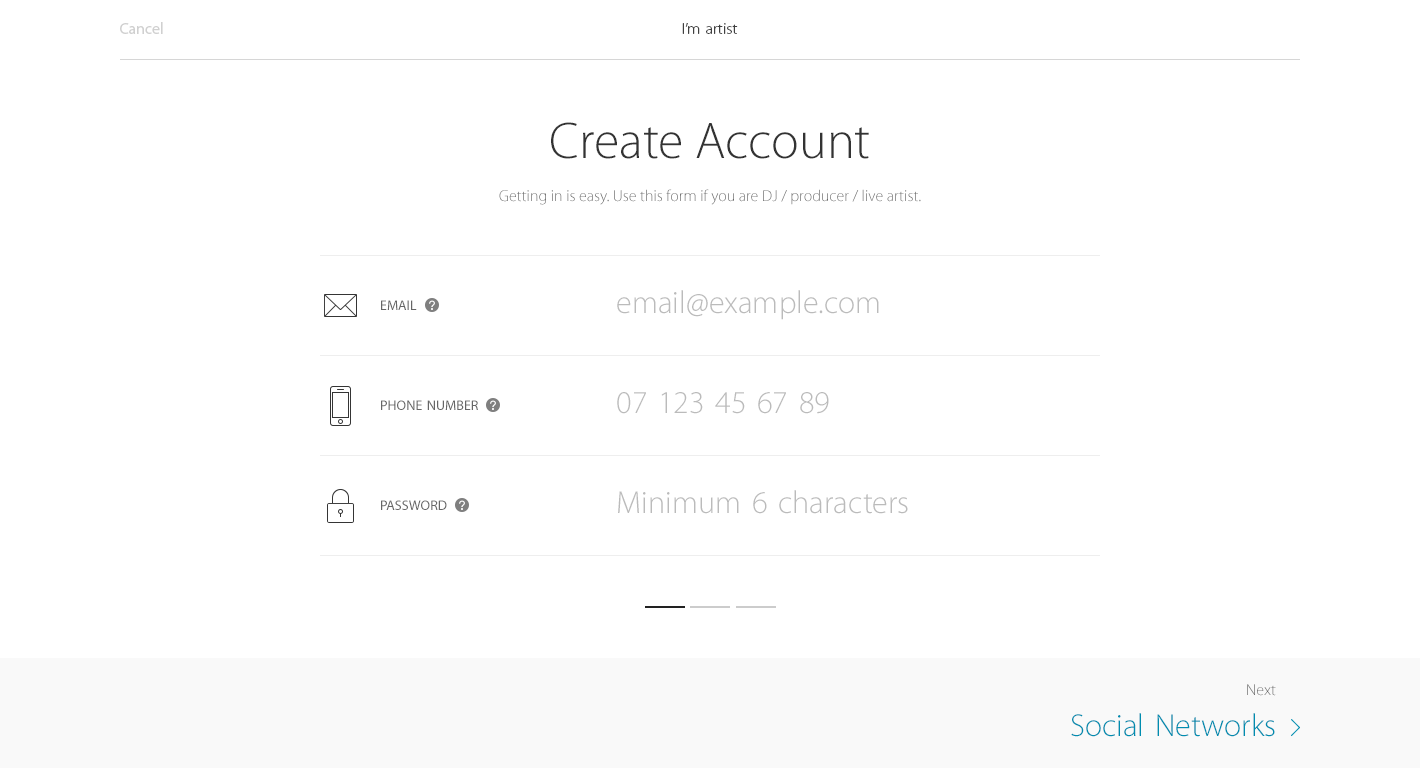 Cancel
I'm artist
Create Account
Getting in is easy. Use this form if you are DJ / producer / live artist.
EMAIL ?
email@example.com
PHONE NUMBER ?
07 123 45 67 89
PASSWORD ?
Minimum 6 characters
Next
Social Networks